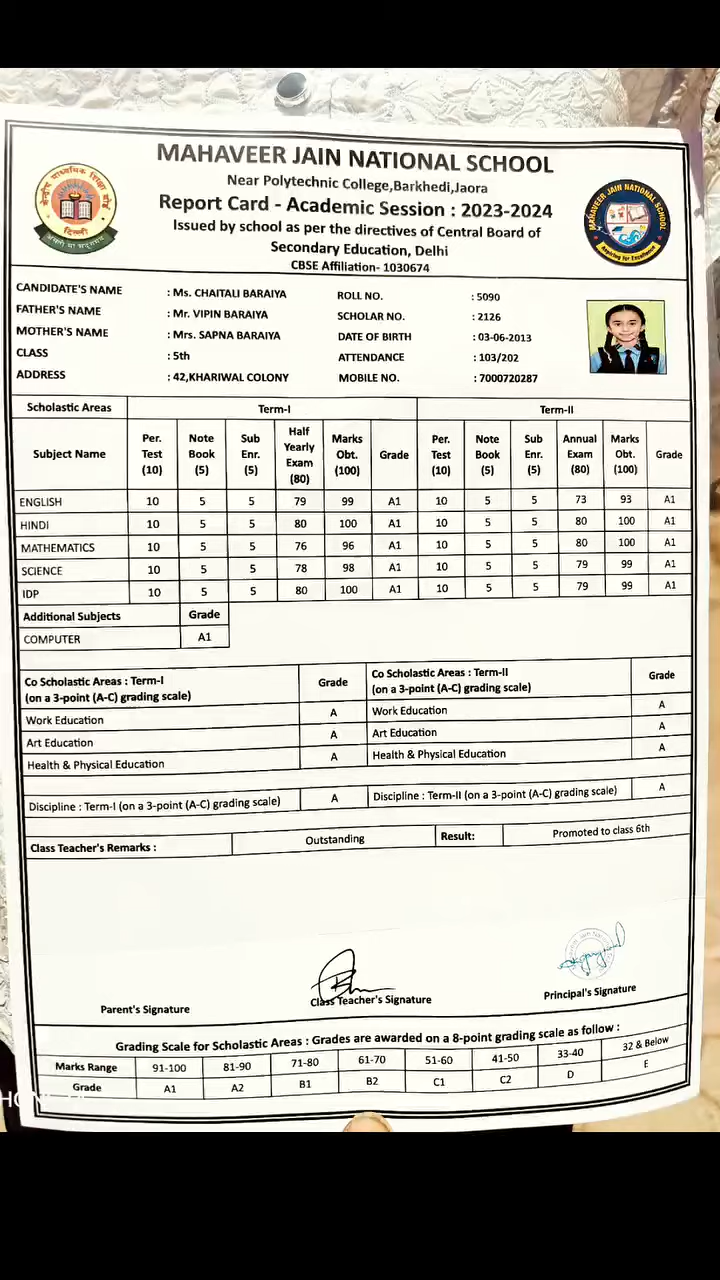 MAHAVEER JAIN NATIONAL SCHOOL
Near Polytechnic College,Barkhedi,Jaora
Report Card - Academic Session : 2023-2024
Issued by school as per the directives of Central Board of
Secondary Education, Delhi
CBSE Affiliation- 1030674
केन्द्रीय माध्यमिक शिक्षा बोर्ड
दिल्ली
MAHAVEER JAIN NATIONAL SCHOOL
Aspiring for Excellence
CANDIDATE'S NAME : Ms. CHAITALI BARAIYA ROLL NO. : 5090
FATHER'S NAME : Mr. VIPIN BARAIYA SCHOLAR NO. : 2126
MOTHER'S NAME : Mrs. SAPNA BARAIYA DATE OF BIRTH : 03-06-2013
CLASS : 5th ATTENDANCE : 103/202
ADDRESS : 42,KHARIWAL COLONY MOBILE NO. : 7000720287
Scholastic Areas Term-I Term-II
Subject Name Per. Test (10) Note Book (5) Sub Enr. (5) Half Yearly Exam (80) Marks Obt. (100) Grade Per. Test (10) Note Book (5) Sub Enr. (5) Annual Exam (80) Marks Obt. (100) Grade
ENGLISH 10 5 5 79 99 A1 10 5 5 73 93 A1
HINDI 10 5 5 80 100 A1 10 5 5 80 100 A1
MATHEMATICS 10 5 5 76 96 A1 10 5 5 80 100 A1
SCIENCE 10 5 5 78 98 A1 10 5 5 79 99 A1
IDP 10 5 5 80 100 A1 10 5 5 79 99 A1
Additional Subjects Grade
COMPUTER A1
Co Scholastic Areas : Term-I (on a 3-point (A-C) grading scale) Grade Co Scholastic Areas : Term-II (on a 3-point (A-C) grading scale) Grade
Work Education A Work Education A
Art Education A Art Education A
Health & Physical Education A Health & Physical Education A
Discipline : Term-I (on a 3-point (A-C) grading scale) A Discipline : Term-II (on a 3-point (A-C) grading scale) A
Class Teacher's Remarks : Outstanding Result: Promoted to class 6th
Parent's Signature Class Teacher's Signature Principal's Signature
Grading Scale for Scholastic Areas : Grades are awarded on a 8-point grading scale as follow :
Marks Range 91-100 81-90 71-80 61-70 51-60 41-50 33-40 32 & Below
Grade A1 A2 B1 B2 C1 C2 D E